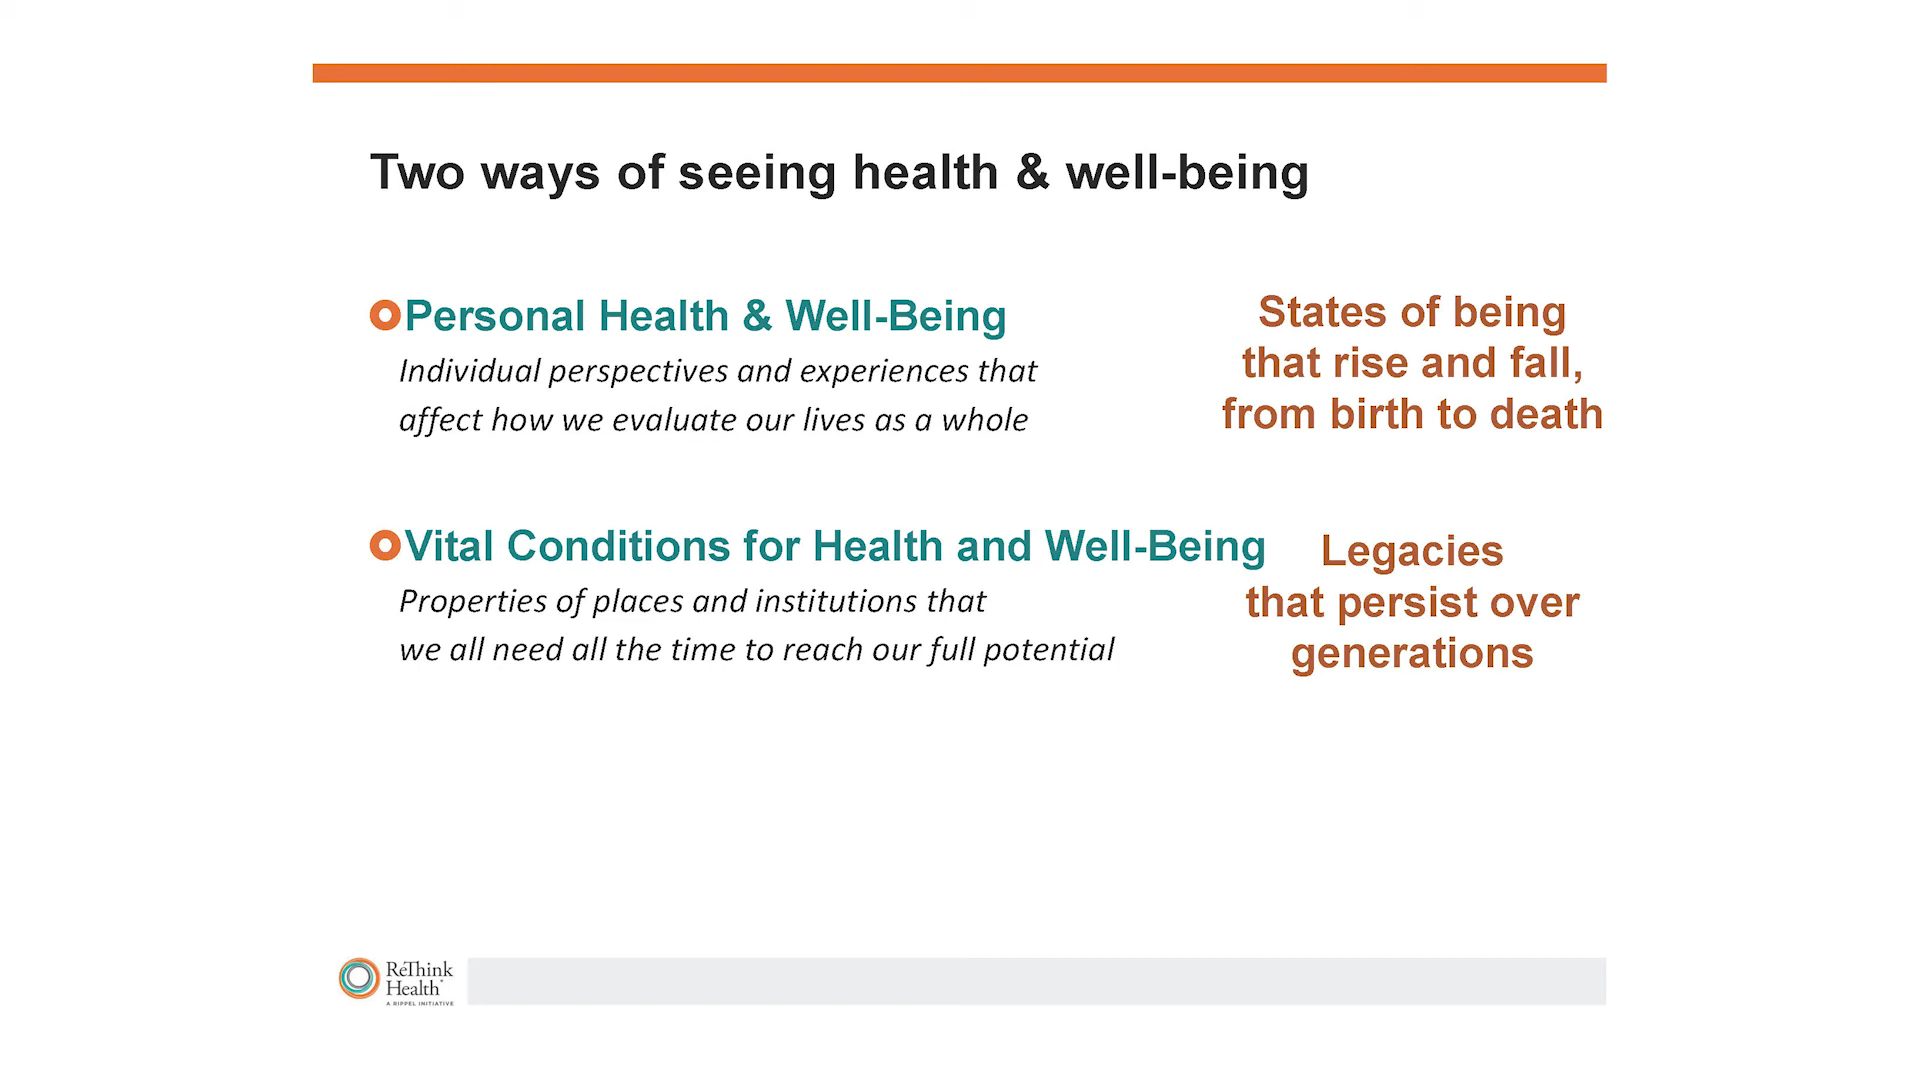 Two ways of seeing health & well-being
Personal Health & Well-Being
Individual perspectives and experiences that
affect how we evaluate our lives as a whole
States of being
that rise and fall,
from birth to death
Vital Conditions for Health and Well-Being
Properties of places and institutions that
we all need all the time to reach our full potential
Legacies
that persist over
generations
ReThink
Health
A RIPPEL INITIATIVE